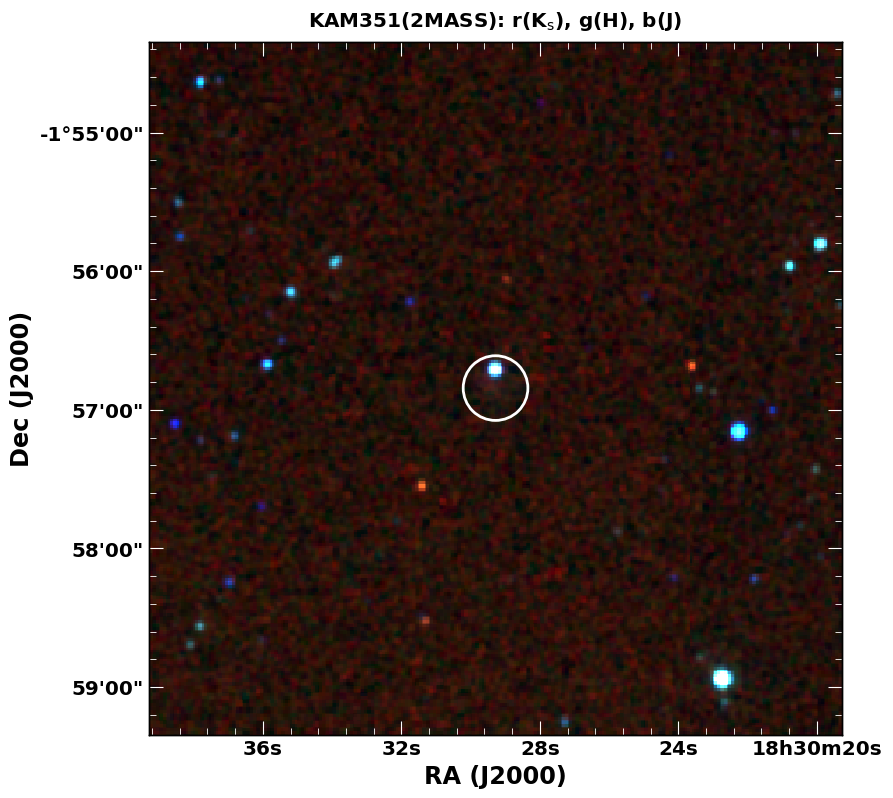 KAM351(2MASS): r(Kₛ), g(H), b(J)
-1°55'00"
56'00"
57'00"
58'00"
59'00"
Dec (J2000)
36s
32s
28s
24s
18h30m20s
RA (J2000)